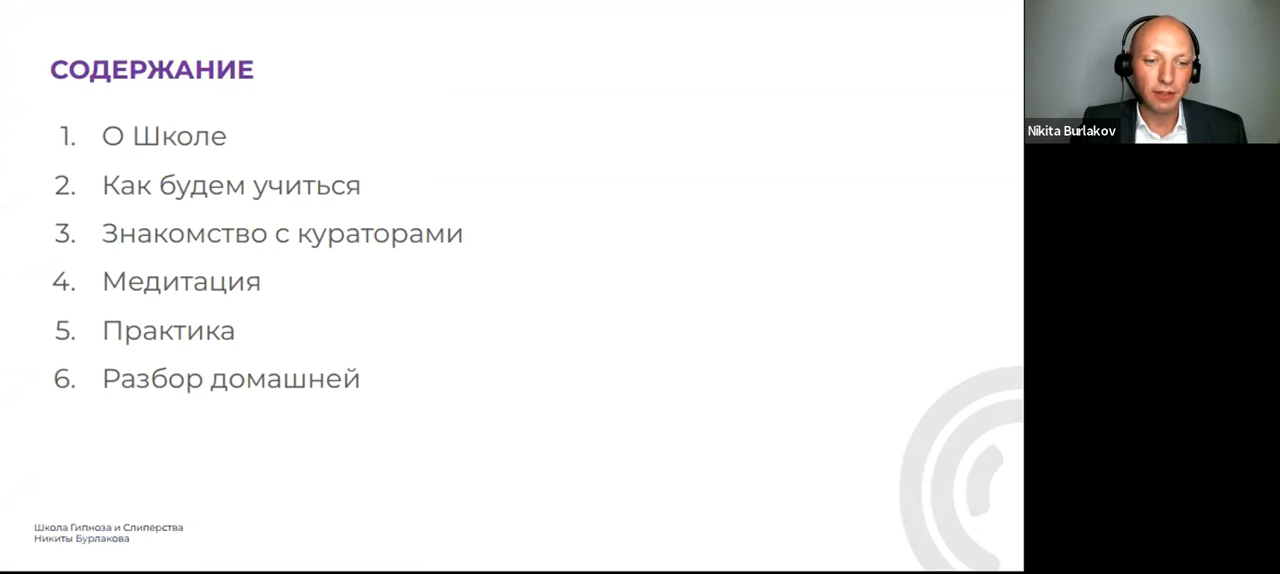 СОДЕРЖАНИЕ
1. О Школе
2. Как будем учиться
3. Знакомство с кураторами
4. Медитация
5. Практика
6. Разбор домашней
Школа Гипноза и Слиперства
Никиты Бурлакова
Nikita Burlakov